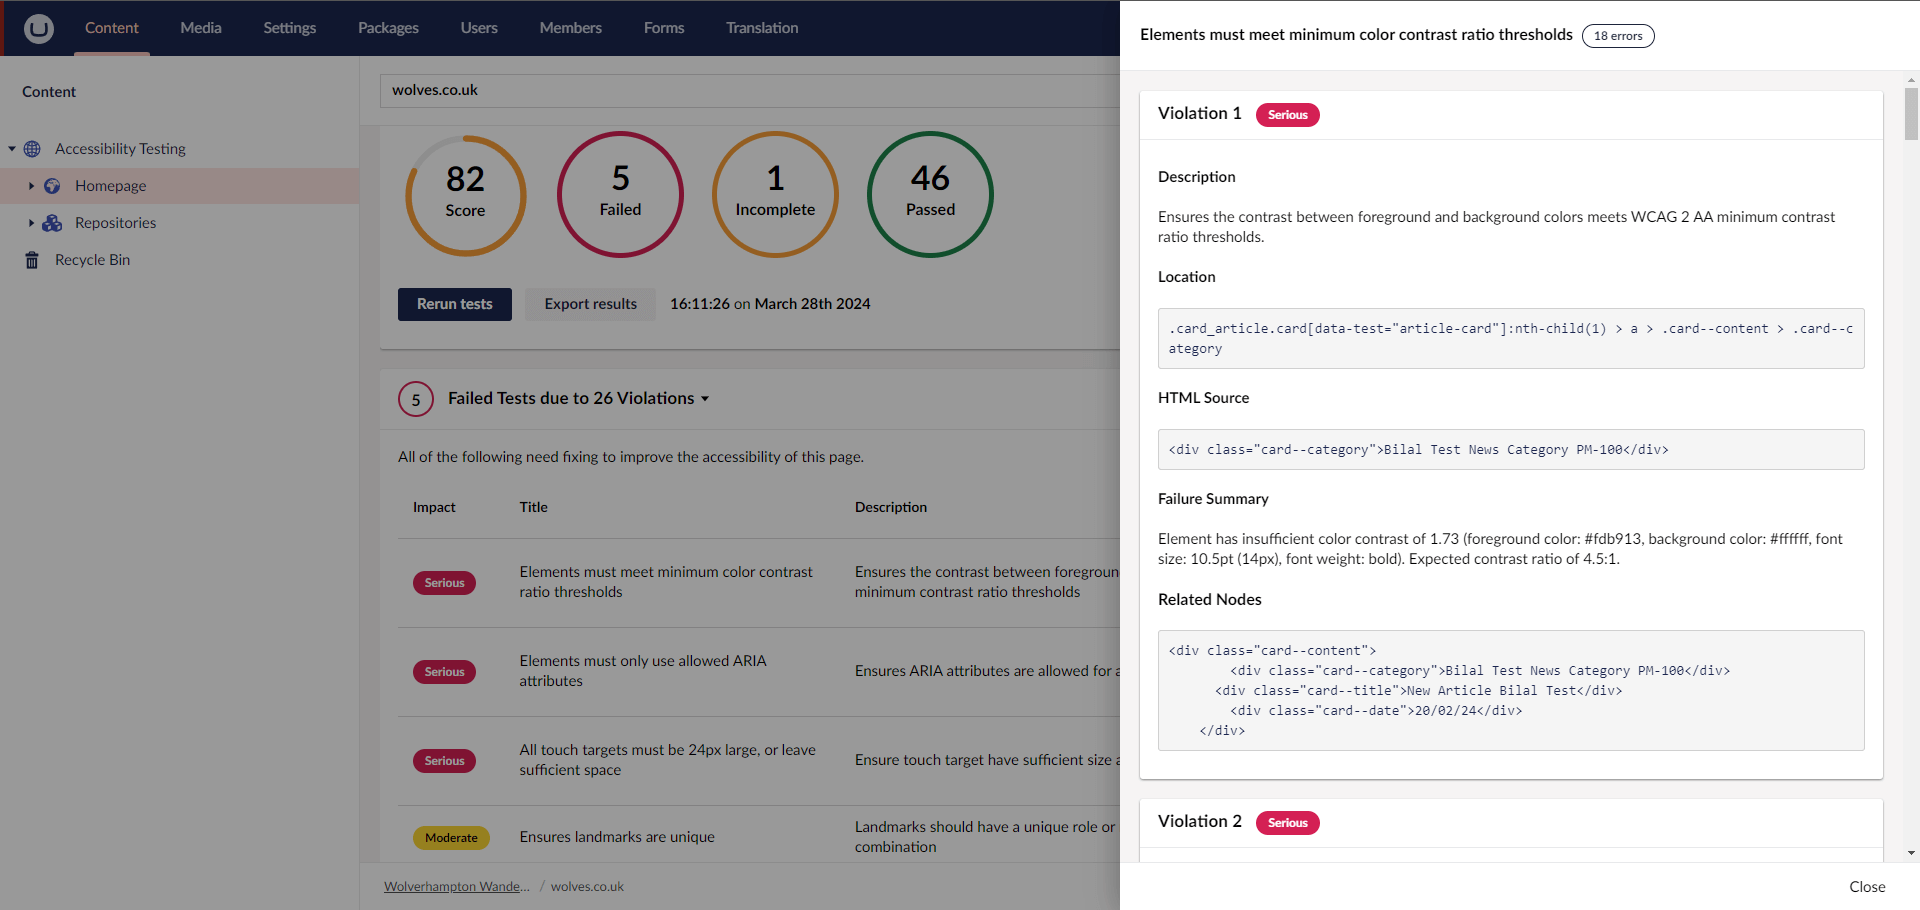 Content
Media
Settings
Packages
Users
Members
Forms
Translation
Content
Accessibility Testing
Homepage
Repositories
Recycle Bin
wolves.co.uk
82
Score
5
Failed
1
Incomplete
46
Passed
Rerun tests
Export results
16:11:26 on March 28th 2024
5
Failed Tests due to 26 Violations
All of the following need fixing to improve the accessibility of this page.
Impact
Title
Description
Serious
Elements must meet minimum color contrast
ratio thresholds
Ensures the contrast between foregroun
minimum contrast ratio thresholds
Serious
Elements must only use allowed ARIA
attributes
Ensures ARIA attributes are allowed for a
Serious
All touch targets must be 24px large, or leave
sufficient space
Ensure touch target have sufficient size a
Moderate
Ensures landmarks are unique
Landmarks should have a unique role or
combination
Wolverhampton Wande... / wolves.co.uk
Elements must meet minimum color contrast ratio thresholds
18 errors
Violation 1
Serious
Description
Ensures the contrast between foreground and background colors meets WCAG 2 AA minimum contrast
ratio thresholds.
Location
.card_article.card[data-test="article-card"]:nth-child(1) > a > .card--content > .card--c
ategory
HTML Source
<div class="card--category">Bilal Test News Category PM-100</div>
Failure Summary
Element has insufficient color contrast of 1.73 (foreground color: #fdb913, background color: #ffffff, font
size: 10.5pt (14px), font weight: bold). Expected contrast ratio of 4.5:1.
Related Nodes
<div class="card--content">
<div class="card--category">Bilal Test News Category PM-100</div>
<div class="card--title">New Article Bilal Test</div>
<div class="card--date">20/02/24</div>
</div>
Violation 2
Serious
Close